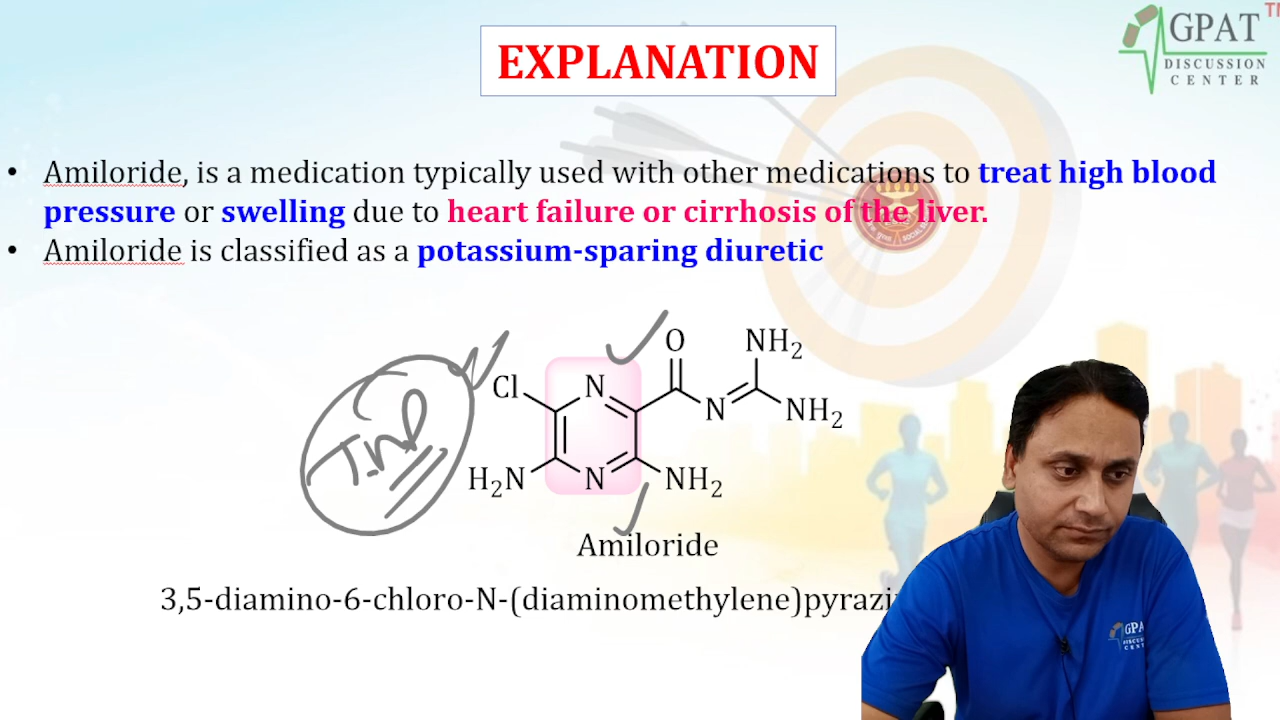 EXPLANATION
GPAT
TM
DISCUSSION
CENTER
• Amiloride, is a medication typically used with other medications to treat high blood
pressure or swelling due to heart failure or cirrhosis of the liver.
• Amiloride is classified as a potassium-sparing diuretic
O
NH2
Cl
N
N
NH2
H2N
N
NH2
Amiloride
3,5-diamino-6-chloro-N-(diaminomethylene)pyrazi
GPA